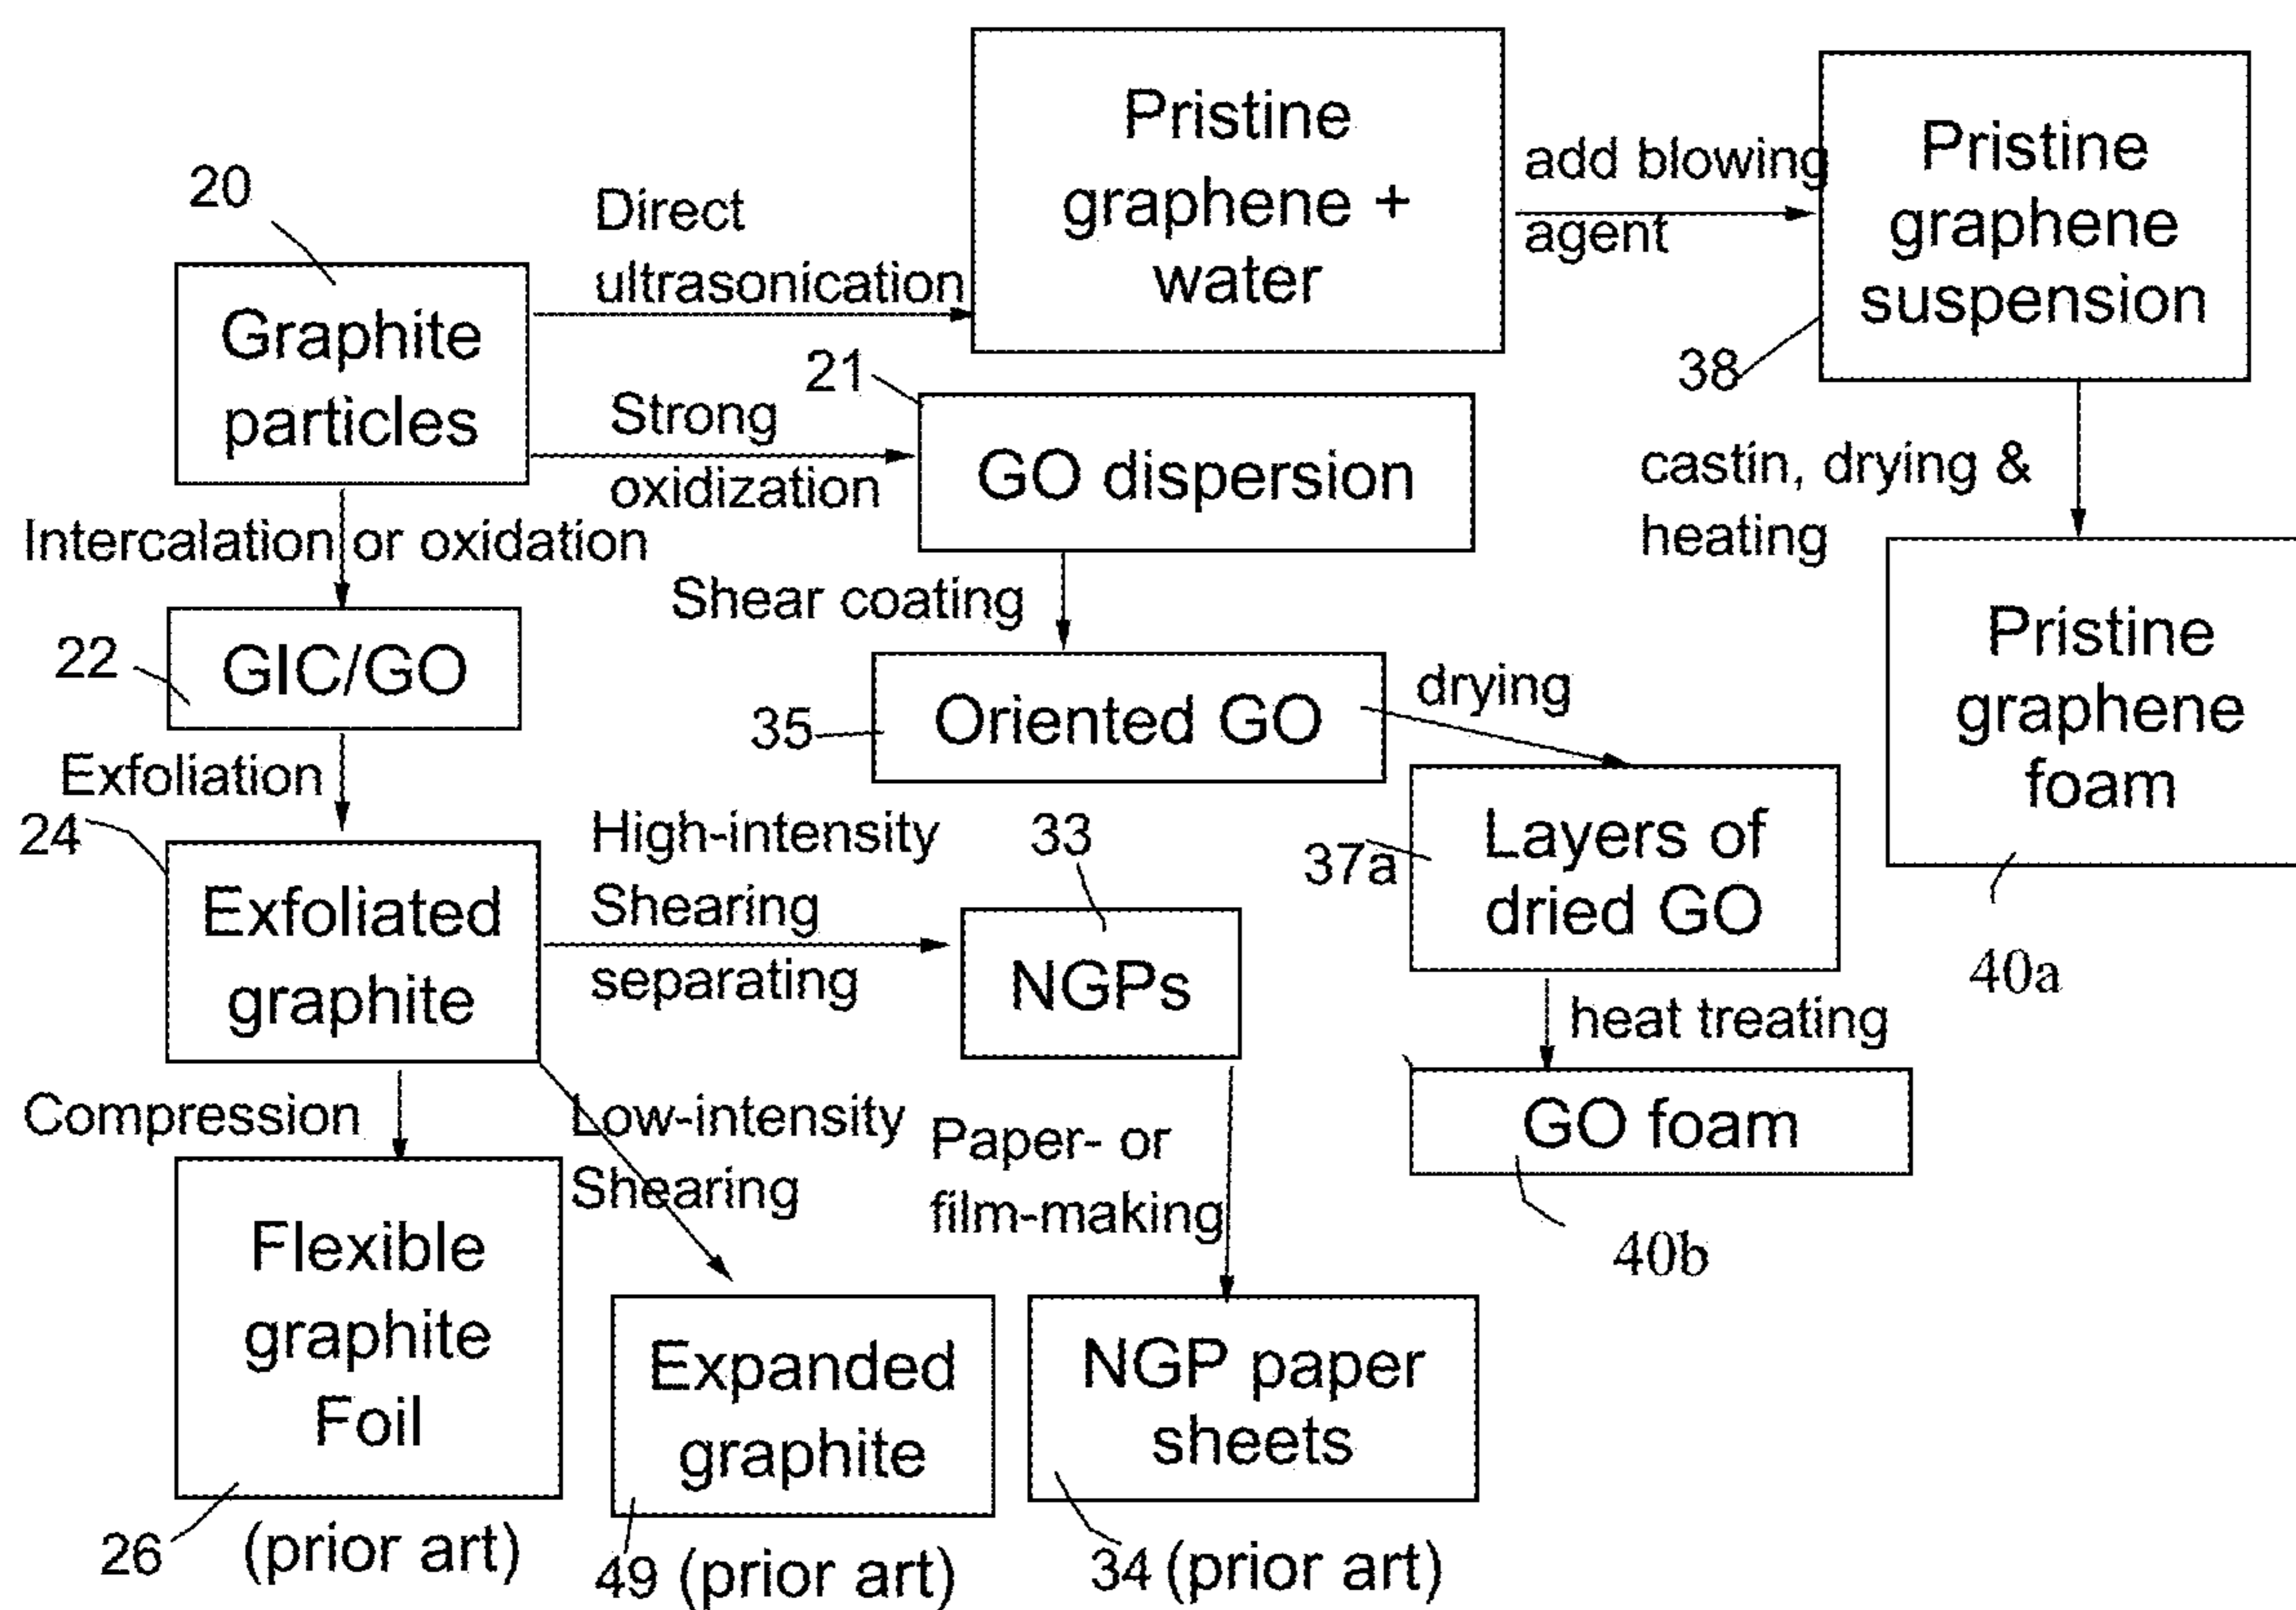 20
Graphite
particles
Direct
ultrasonication
Pristine
graphene +
water
add blowing
agent
Pristine
graphene
suspension
38
Strong
oxidization
21
GO dispersion
castin, drying &
heating
Pristine
graphene
foam
40a
Intercalation or oxidation
22
GIC/GO
Shear coating
35
Oriented GO
drying
37a
Layers of
dried GO
heat treating
GO foam
40b
Exfoliation
24
Exfoliated
graphite
High-intensity
Shearing
separating
33
NGPs
Compression
Low-intensity
Shearing
Paper- or
film-making
Flexible
graphite
Foil
26
(prior art)
Expanded
graphite
49 (prior art)
NGP paper
sheets
34 (prior art)